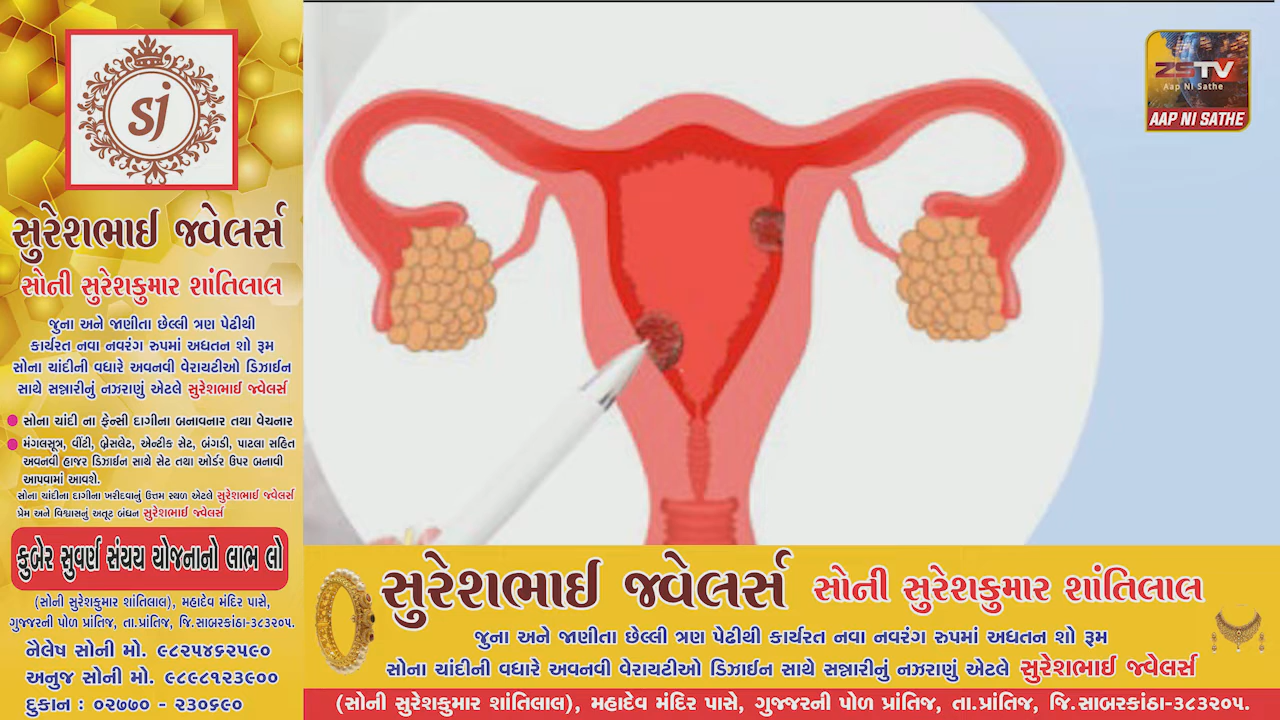 sj
સુરેશભાઈ જ્વેલર્સ
સોની સુરેશકુમાર શાંતિલાલ
જુના અને જાણીતા છેલ્લી ત્રણ પેઢીથી
કાર્યરત નવા નવરંગ રુપમાં અધતન શો રૂમ
સોના ચાંદીની વધારે અવનવી વેરાયટીઓ ડિઝાઈન
સાથે સન્નારીનું નઝરાણું એટલે સુરેશભાઈ જ્વેલર્સ
સોના ચાંદી ના ફેન્સી દાગીના બનાવનાર તથા વેચનાર
મંગલસૂત્ર, વીંટી, બ્રેસલેટ, એન્ટીક સેટ, બંગડી, પાટલા સહિત
અવનવી હાજર ડિઝાઈન સાથે સેટ તથા ઓર્ડર ઉપર બનાવી
આપવામાં આવશે.
સોના ચાંદીના દાગીના ખરીદવાનું ઉત્તમ સ્થળ એટલે સુરેશભાઈ જ્વેલર્સ
પ્રેમ અને વિશ્વાસનું અતૂટ બંધન સુરેશભાઈ જ્વેલર્સ
કુબેર સુવર્ણ સંચય યોજનાનો લાભ લો
(સોની સુરેશકુમાર શાંતિલાલ), મહાદેવ મંદિર પાસે,
ગુજ્જરની પોળ પ્રાંતિજ, તા.પ્રાંતિજ, જિ.સાબરકાંઠા-૩૮૩૨૦૫.
નૈલેષ સોની મો. ૯૮૨૫૪૬૨૫૯૦
અનુજ સોની મો. ૯૮૯૮૧૨૩૯૦૦
દુકાન : ૦૨૭૭૦ - ૨૩૦૬૯૦
ZSTV
Aap Ni Sathe
AAP NI SATHE
સુરેશભાઈ જ્વેલર્સ સોની સુરેશકુમાર શાંતિલાલ
જુના અને જાણીતા છેલ્લી ત્રણ પેઢીથી કાર્યરત નવા નવરંગ રુપમાં અધતન શો રૂમ
સોના ચાંદીની વધારે અવનવી વેરાયટીઓ ડિઝાઈન સાથે સન્નારીનું નઝરાણું એટલે સુરેશભાઈ જ્વેલર્સ
(સોની સુરેશકુમાર શાંતિલાલ), મહાદેવ મંદિર પાસે, ગુજ્જરની પોળ પ્રાંતિજ, તા.પ્રાંતિજ, જિ.સાબરકાંઠા-૩૮૩૨૦૫.